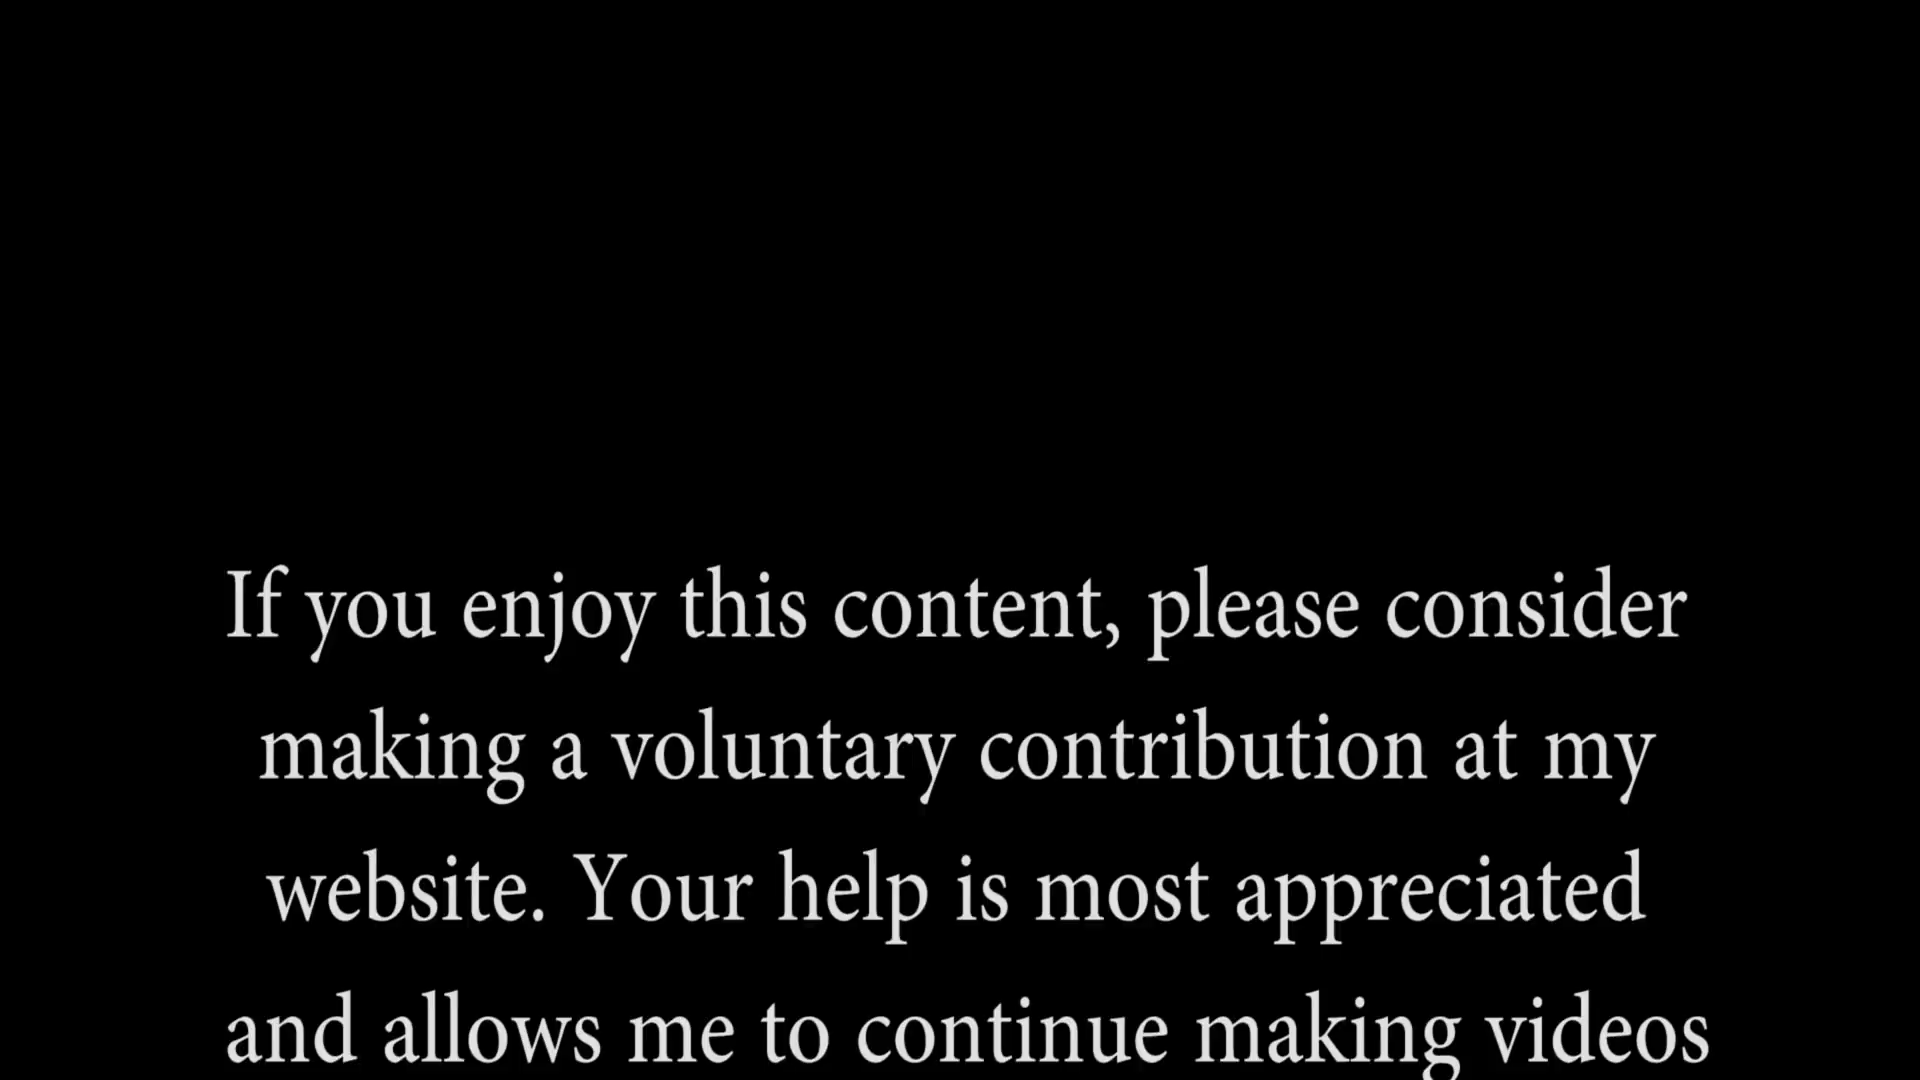 If you enjoy this content, please consider
making a voluntary contribution at my
website. Your help is most appreciated
and allows me to continue making videos